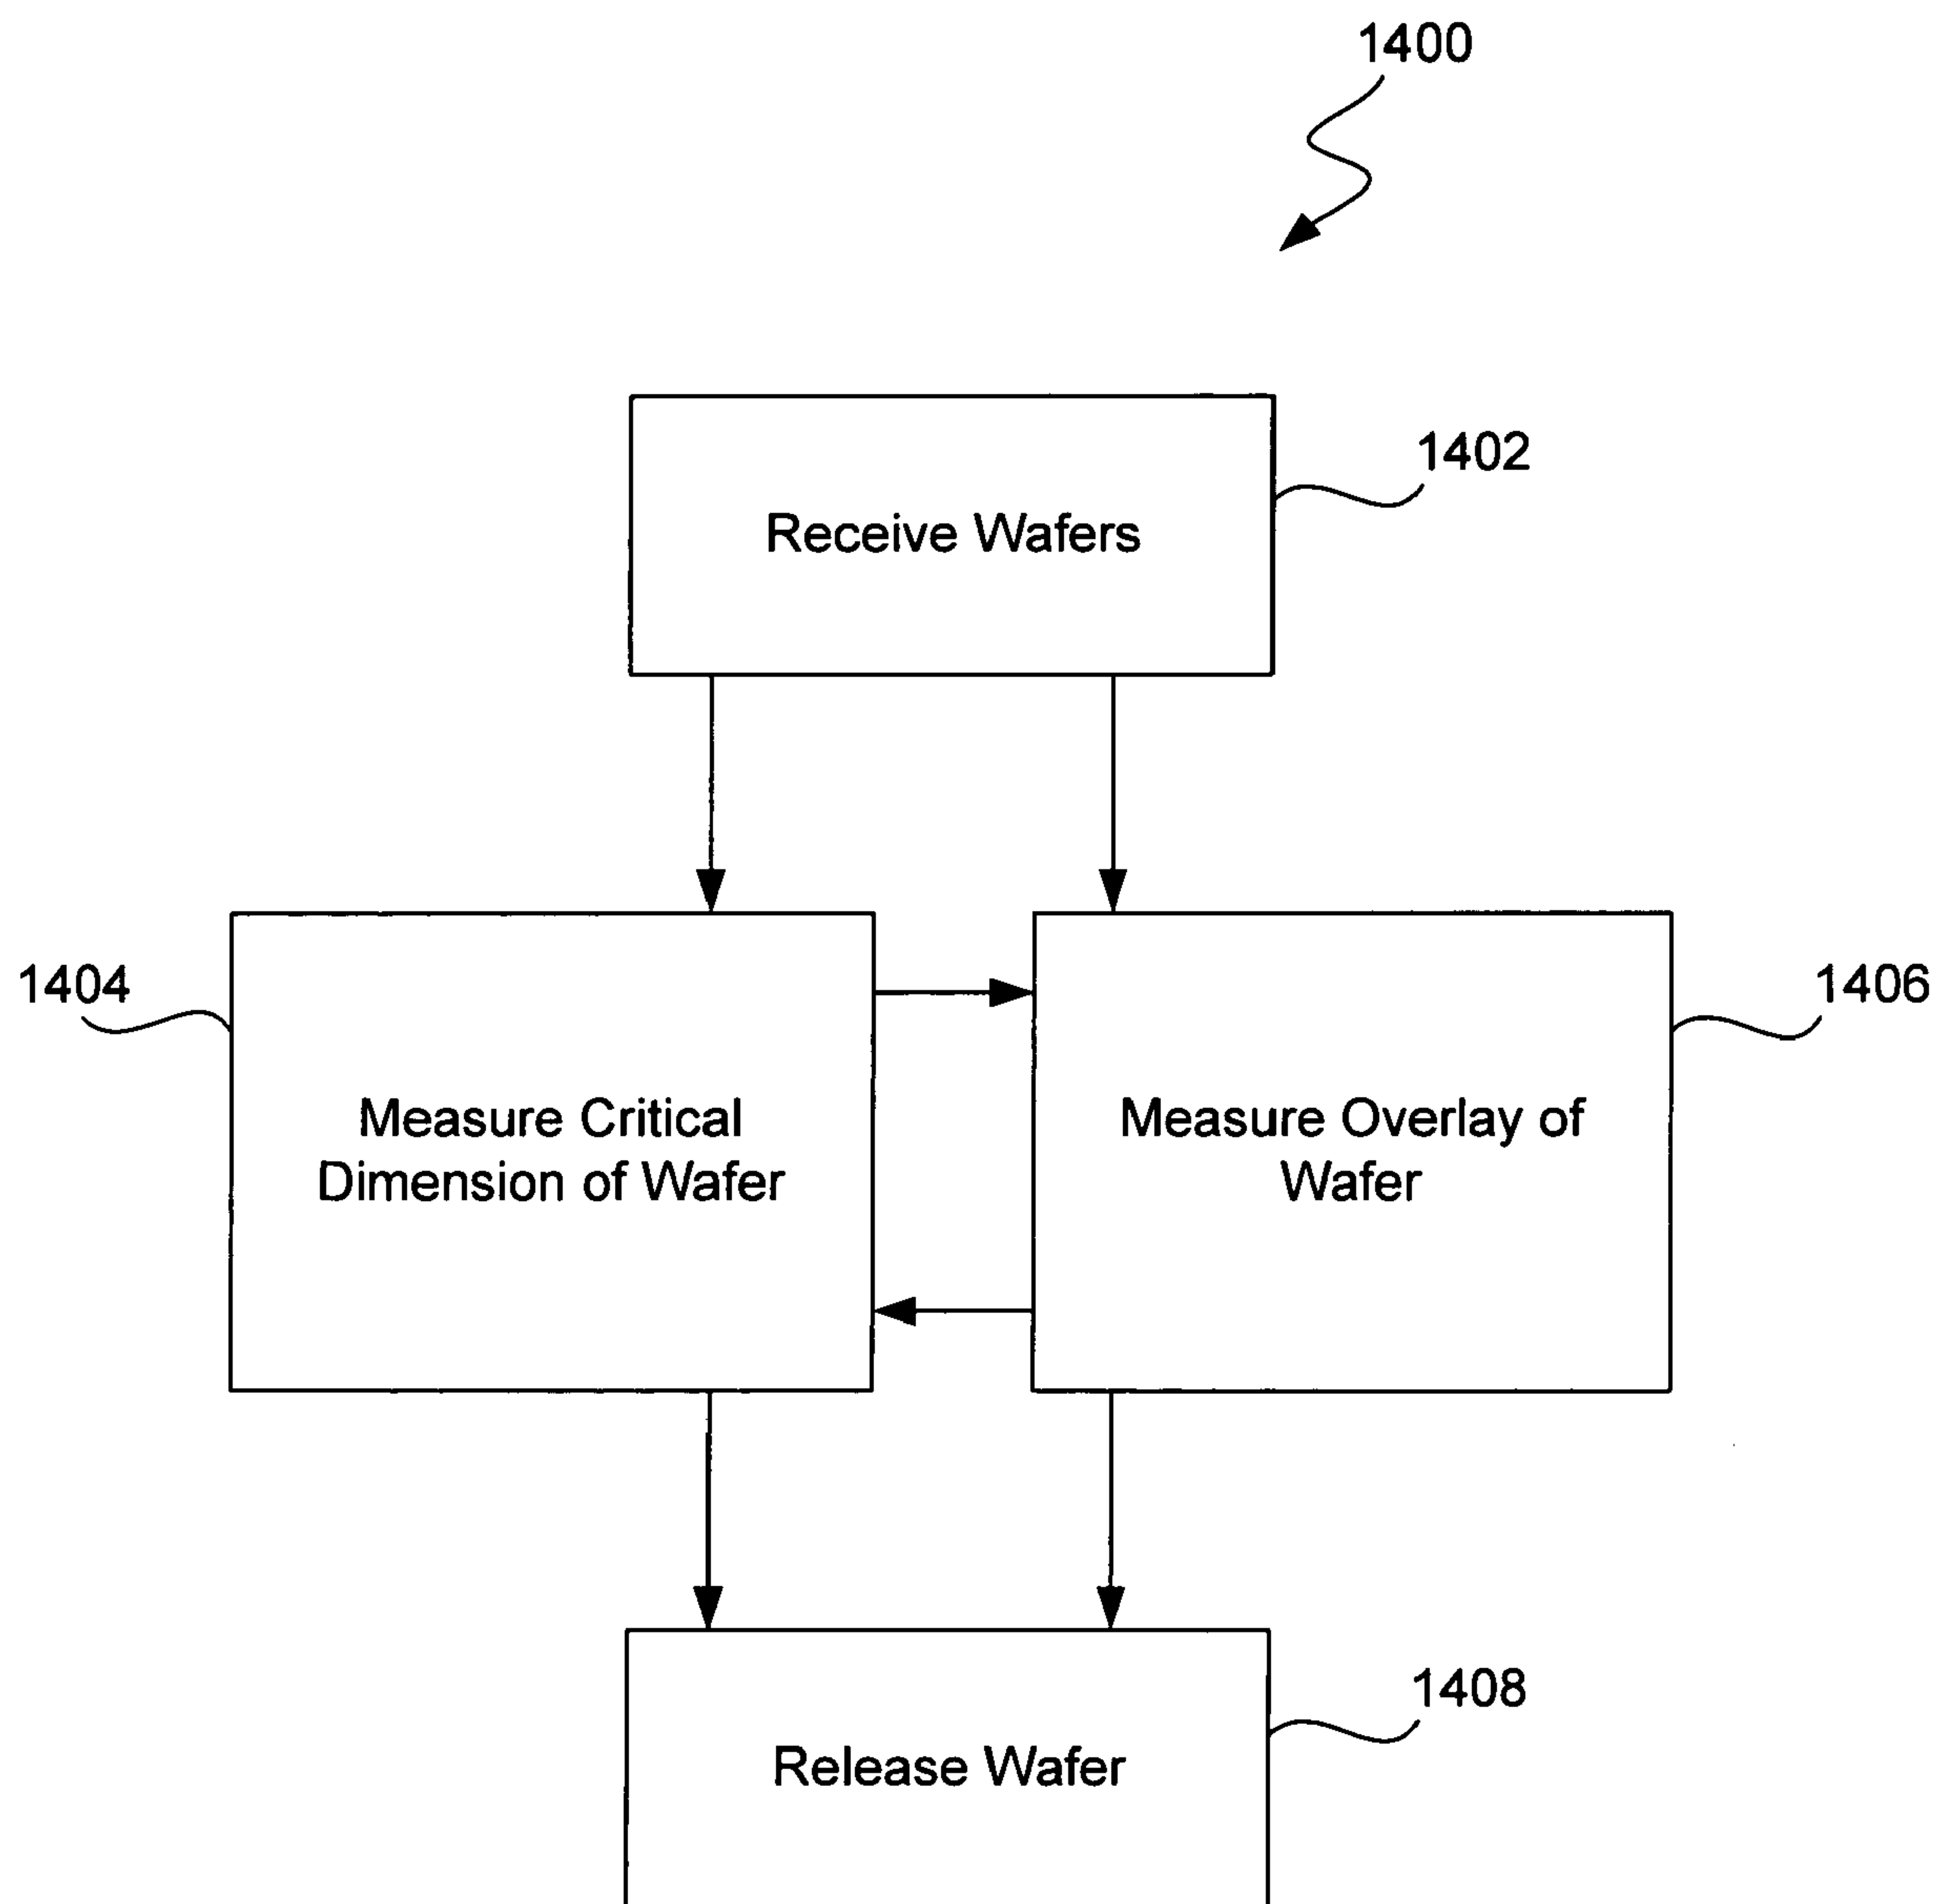 1400
1402
Receive Wafers
1404
1406
Measure Critical
Dimension of Wafer
Measure Overlay of
Wafer
1408
Release Wafer